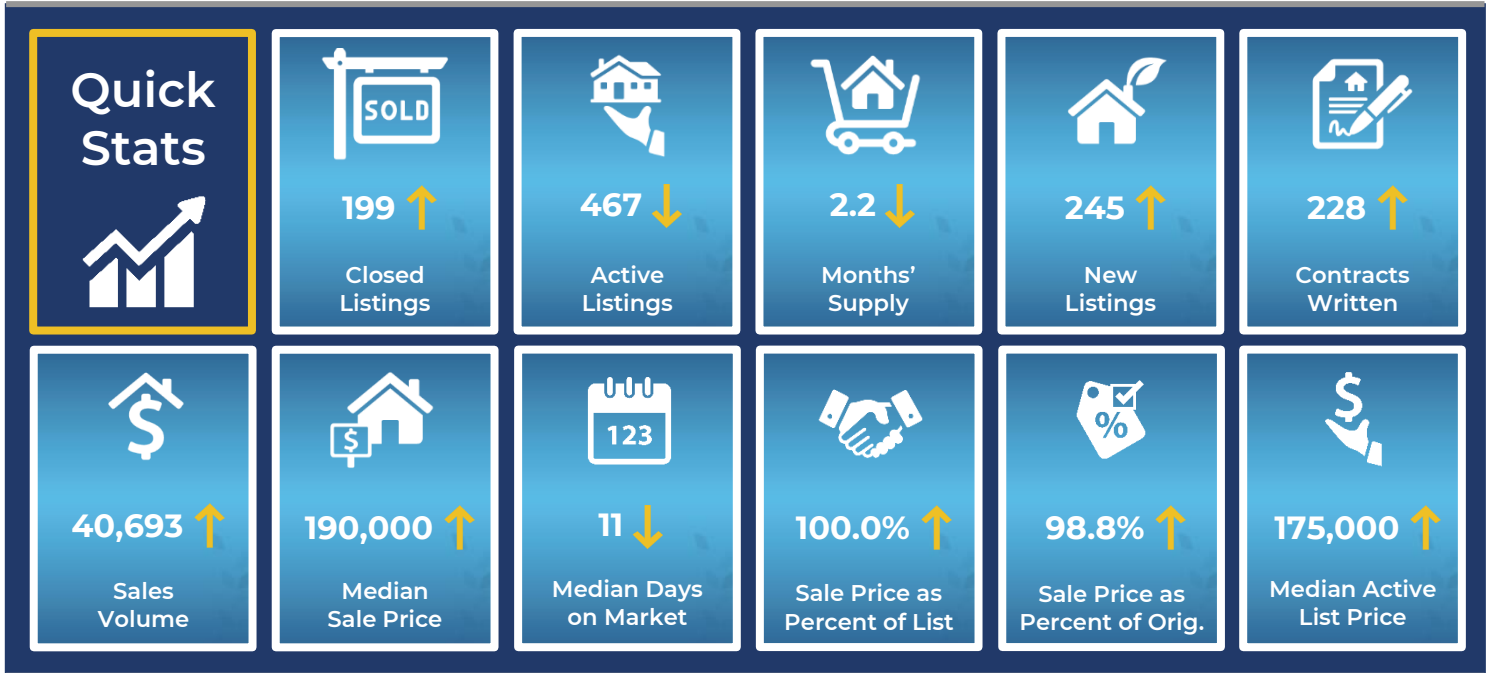 Quick
Stats
SOLD
199
Closed
Listings
467
Active
Listings
2.2
Months’
Supply
245
New
Listings
228
Contracts
Written
$
40,693
Sales
Volume
$
190,000
Median
Sale Price
123
11
Median Days
on Market
100.0%
Sale Price as
Percent of List
%
98.8%
Sale Price as
Percent of Orig.
$
175,000
Median Active
List Price